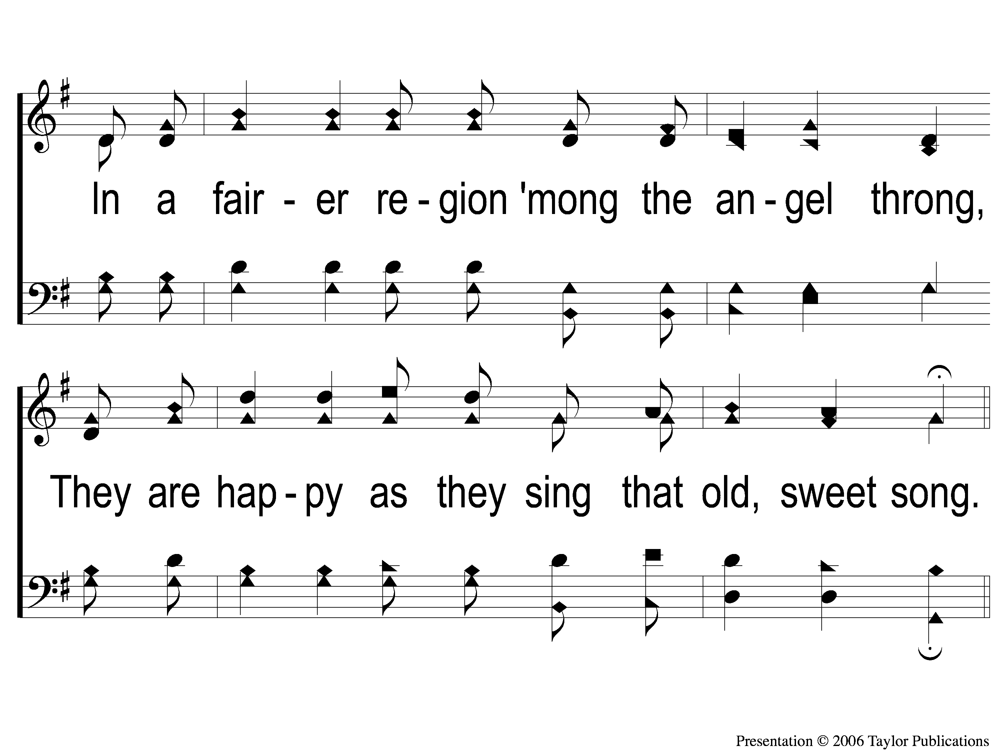 In a fair - er re - gion 'mong the an - gel throng,
They are hap - py as they sing that old, sweet song.
Presentation © 2006 Taylor Publications